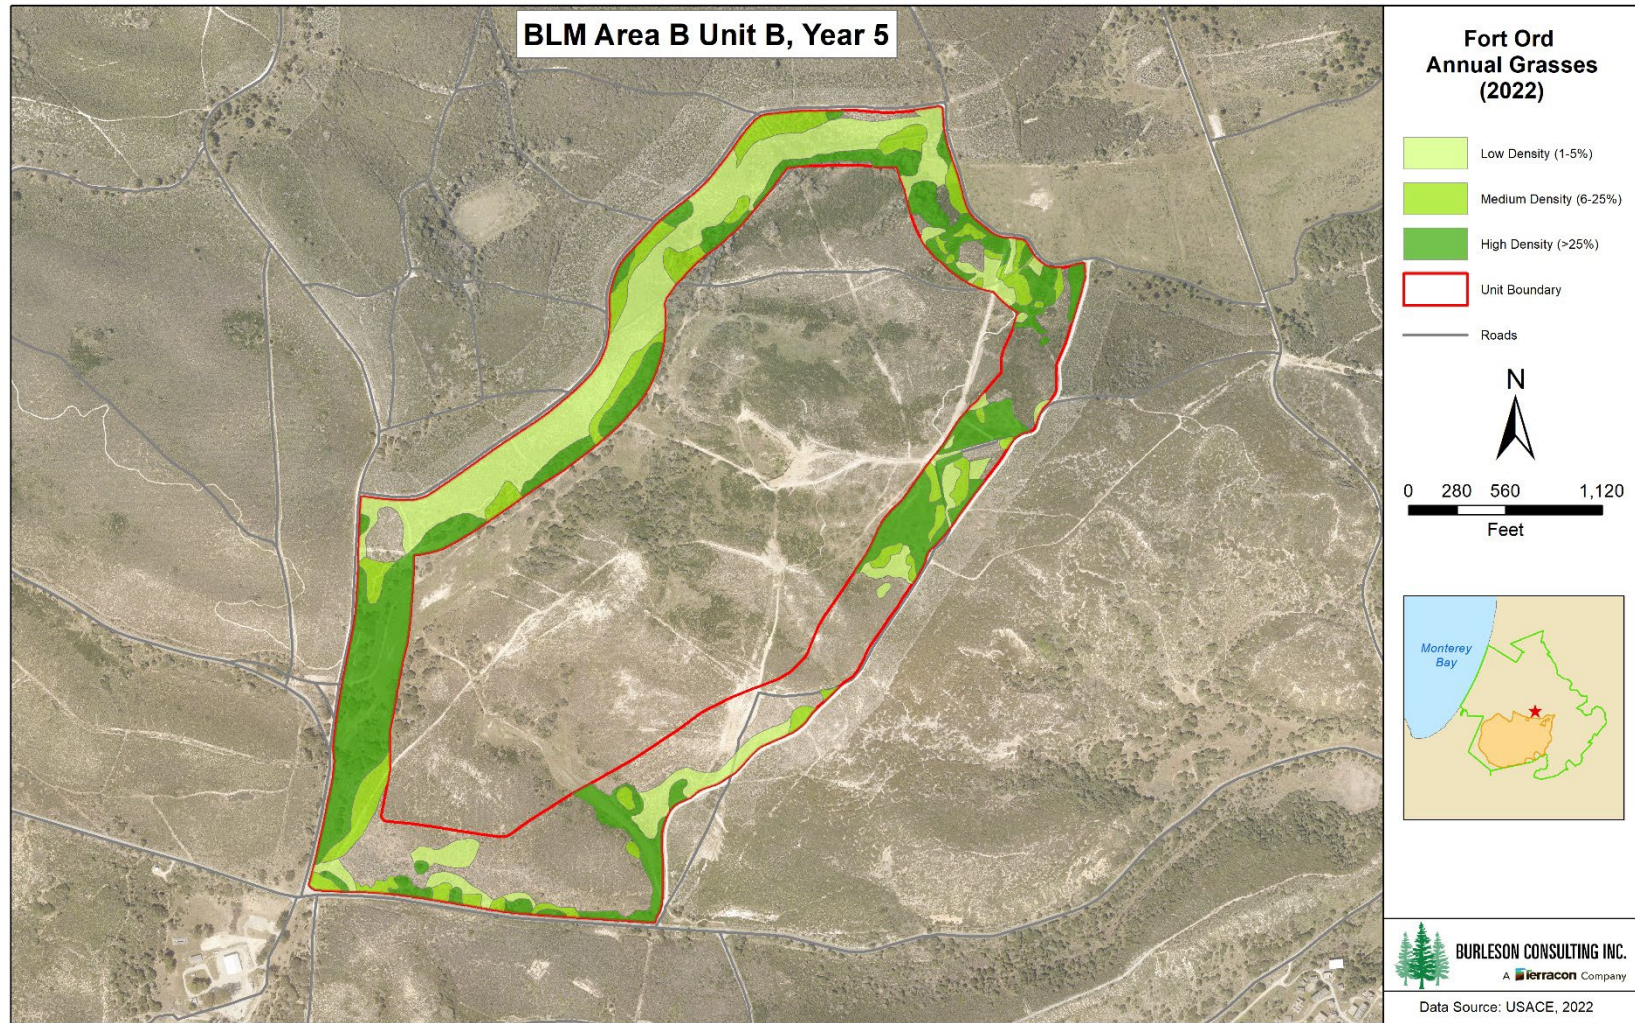 BLM Area B Unit B, Year 5
Fort Ord
Annual Grasses
(2022)
Low Density (1-5%)
Medium Density (6-25%)
High Density (>25%)
Unit Boundary
Roads
N
0 280 560 1,120
Feet
Monterey
Bay
BURLESON CONSULTING INC.
A Terracon Company
Data Source: USACE, 2022